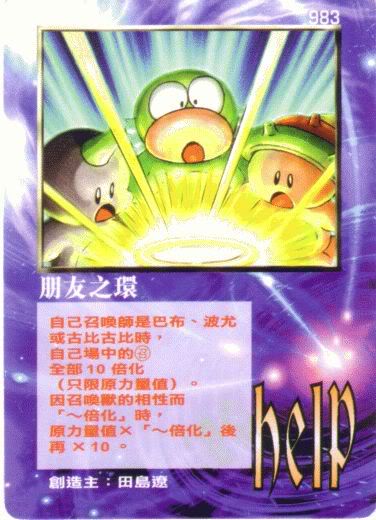 983
朋友之環
自己召喚師是巴布、波尤
或古比古比時，
自己場中的㊁
全部10倍化
（只限原力量值）。
因召喚獸的相性而
「～倍化」時，
原力量值×「～倍化」後
再×10。
創造主：田島遼
help